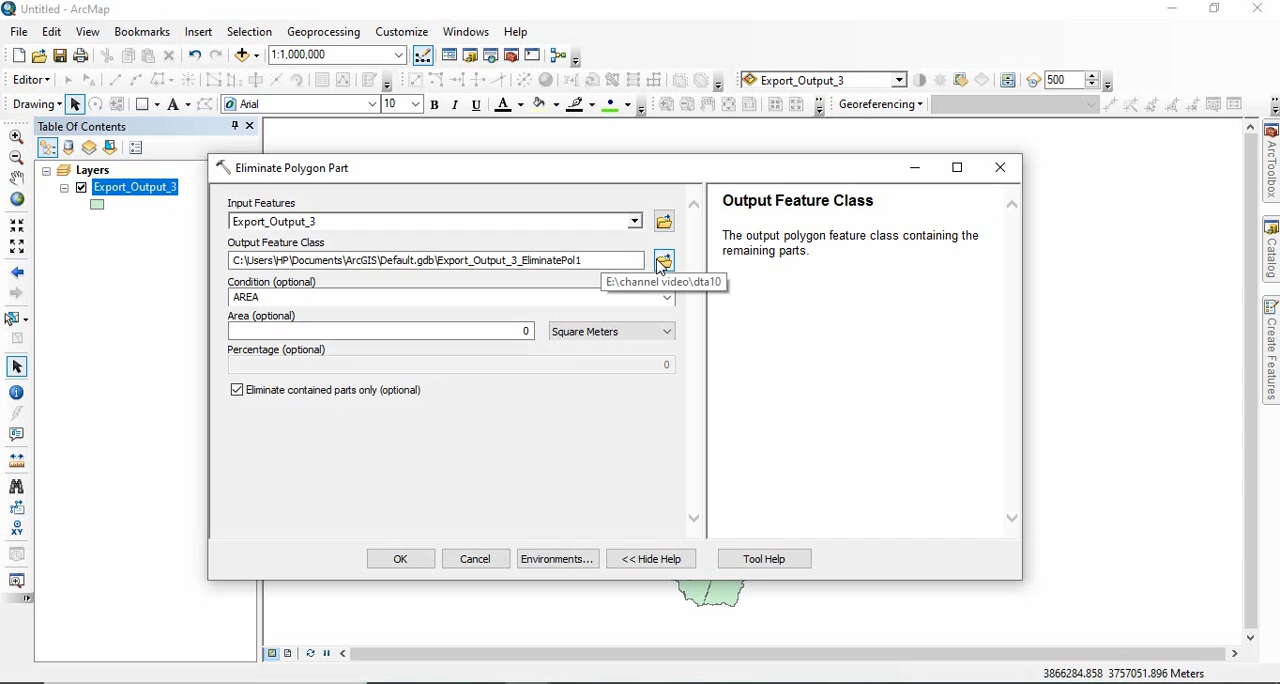 Untitled - ArcMap
File Edit View Bookmarks Insert Selection Geoprocessing Customize Windows Help
1:1,000,000
Editor Export_Output_3 500
Drawing Arial 10 B I U A Georeferencing
Table Of Contents
Layers
Export_Output_3
Eliminate Polygon Part
Input Features
Export_Output_3
Output Feature Class
C:\Users\HP\Documents\ArcGIS\Default.gdb\Export_Output_3_EliminatePol1
E:\channel video\dta10
Condition (optional)
AREA
Area (optional)
0 Square Meters
Percentage (optional)
0
Eliminate contained parts only (optional)
Output Feature Class
The output polygon feature class containing the
remaining parts.
OK Cancel Environments... << Hide Help Tool Help
ArcToolbox
Catalog
Create Features
XY
3866284.858 3757051.896 Meters